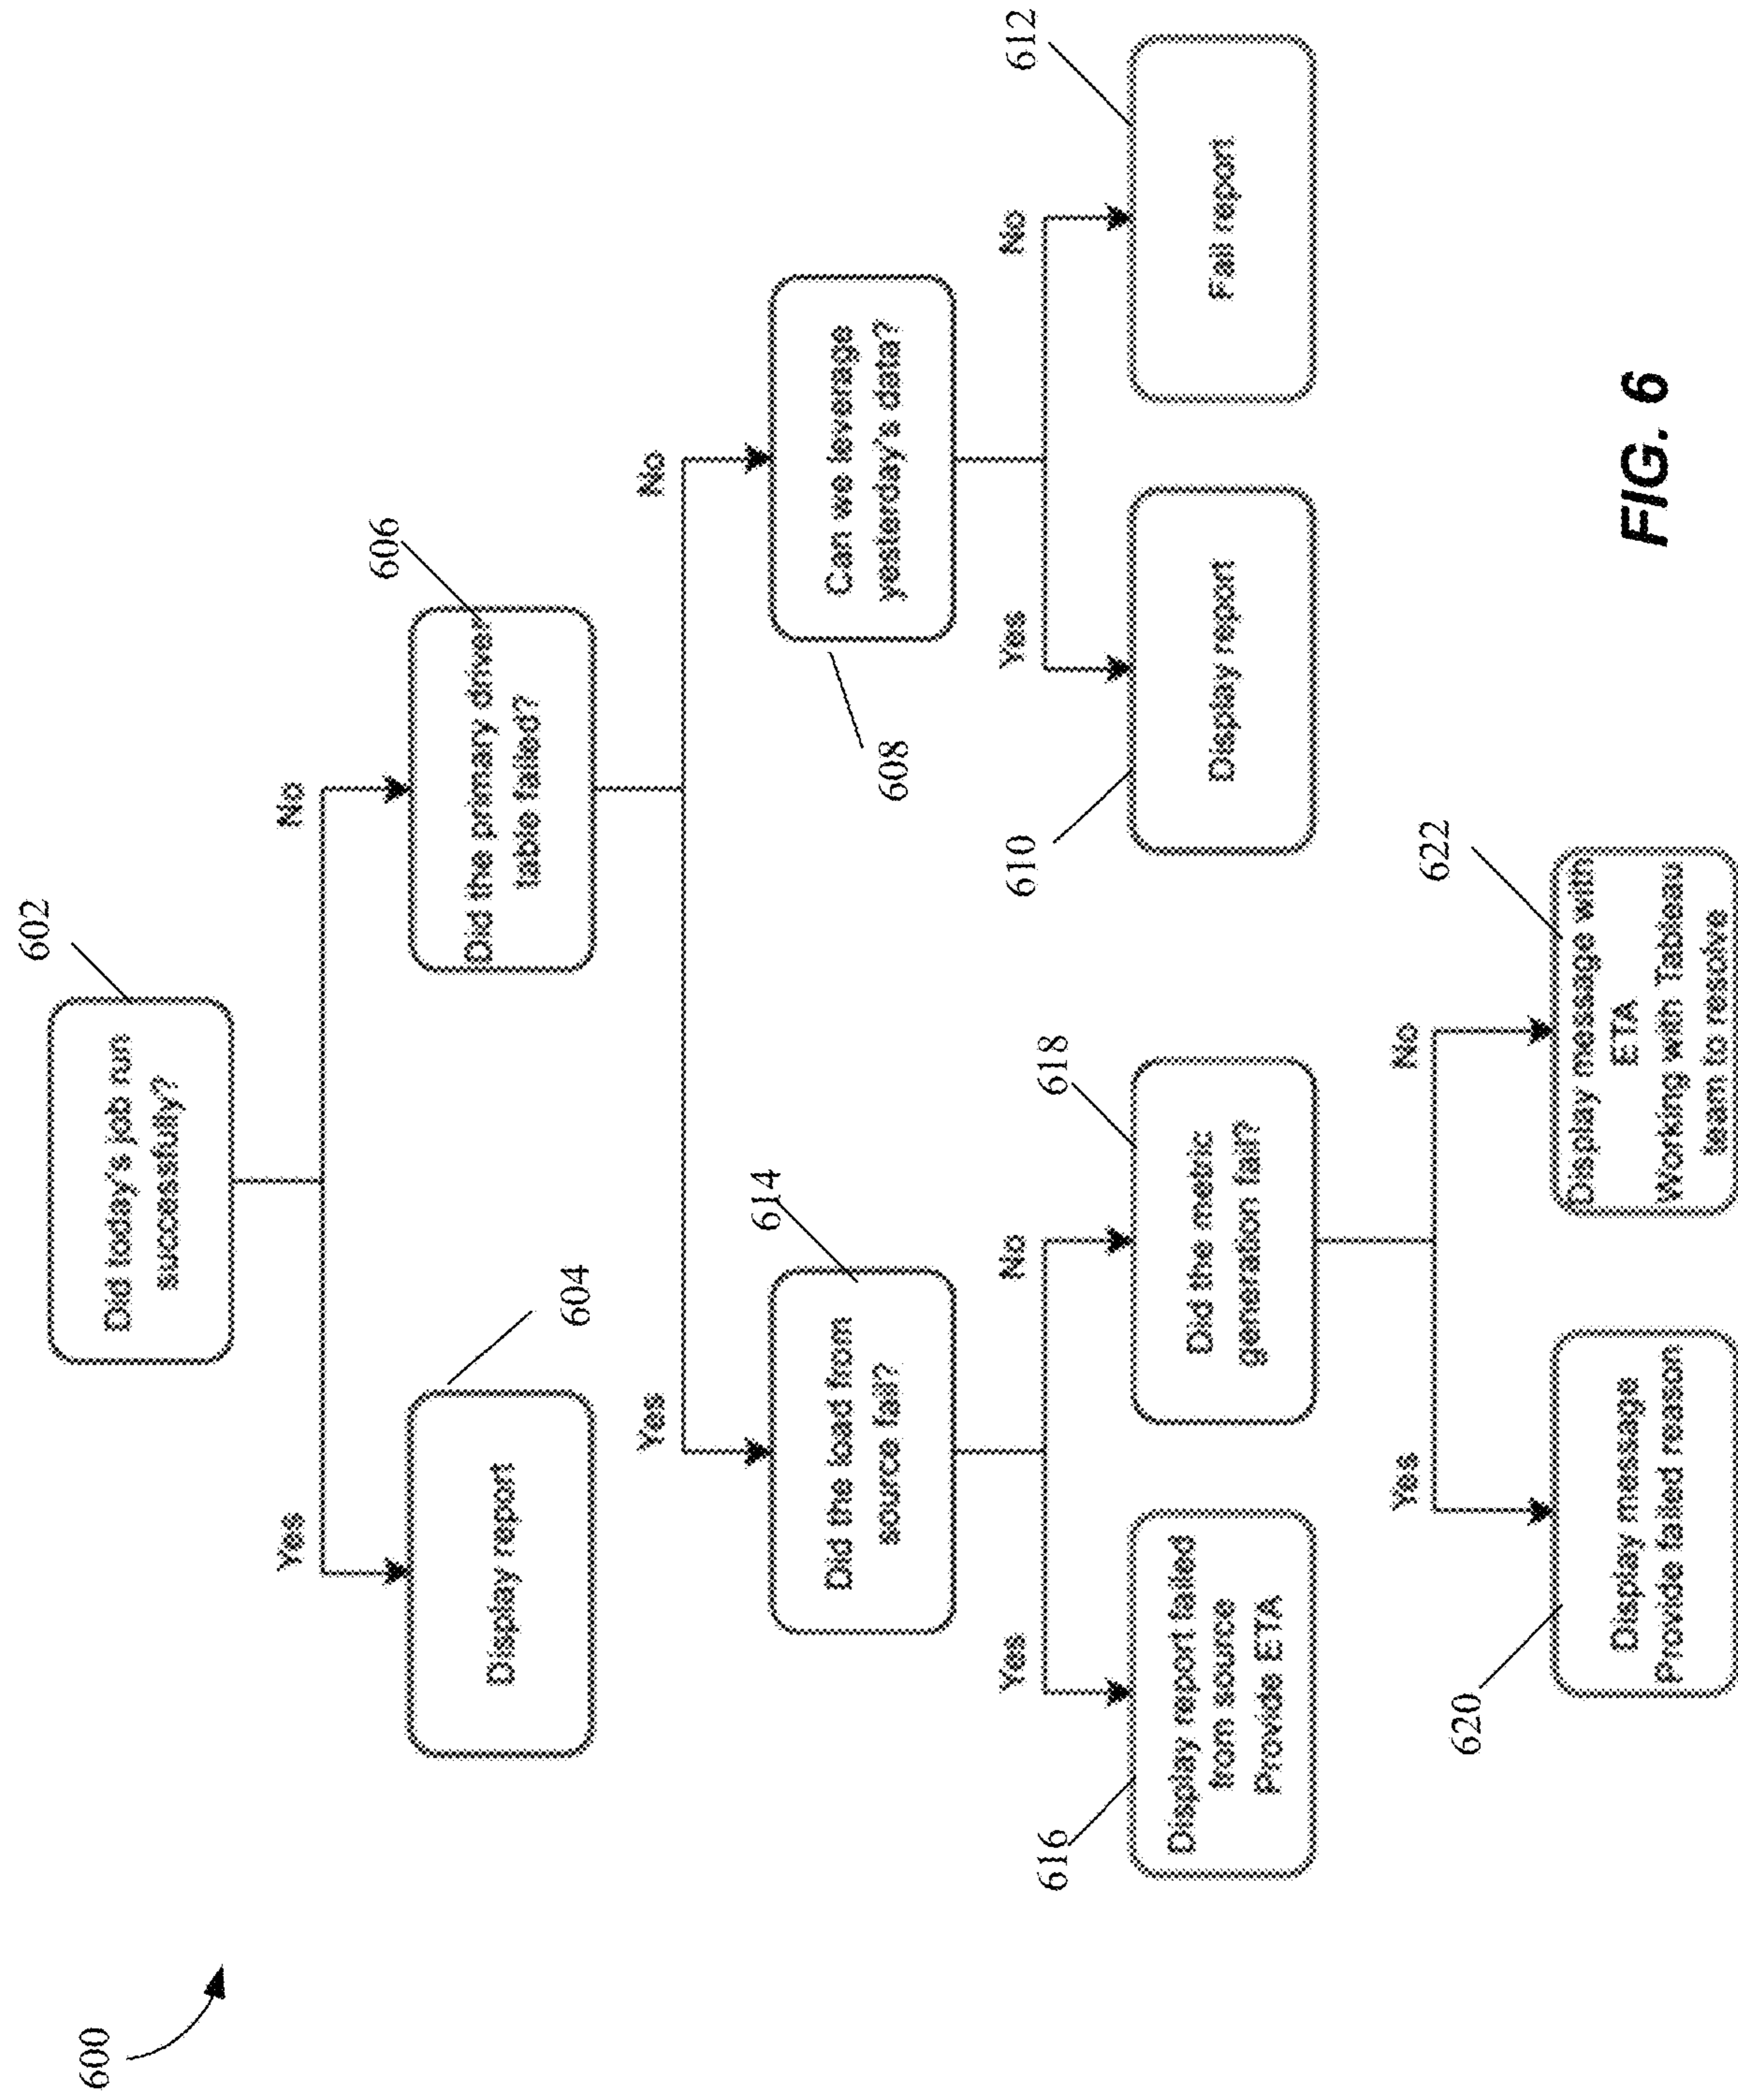 600
602
Did today's job run
successfully?
Yes
No
604
Display report
606
Did the primary driver
table failed?
Yes
No
614
Did the load from
source fail?
608
Can we leverage
yesterday's data?
Yes
No
Yes
No
616
Display report failed
from source
Provide ETA
618
Did the metric
generation fail?
610
Display report
612
Fail report
Yes
No
620
Display message
Provide failed reason
622
Display message with
ETA
Working with Tableau
team to resolve
FIG. 6